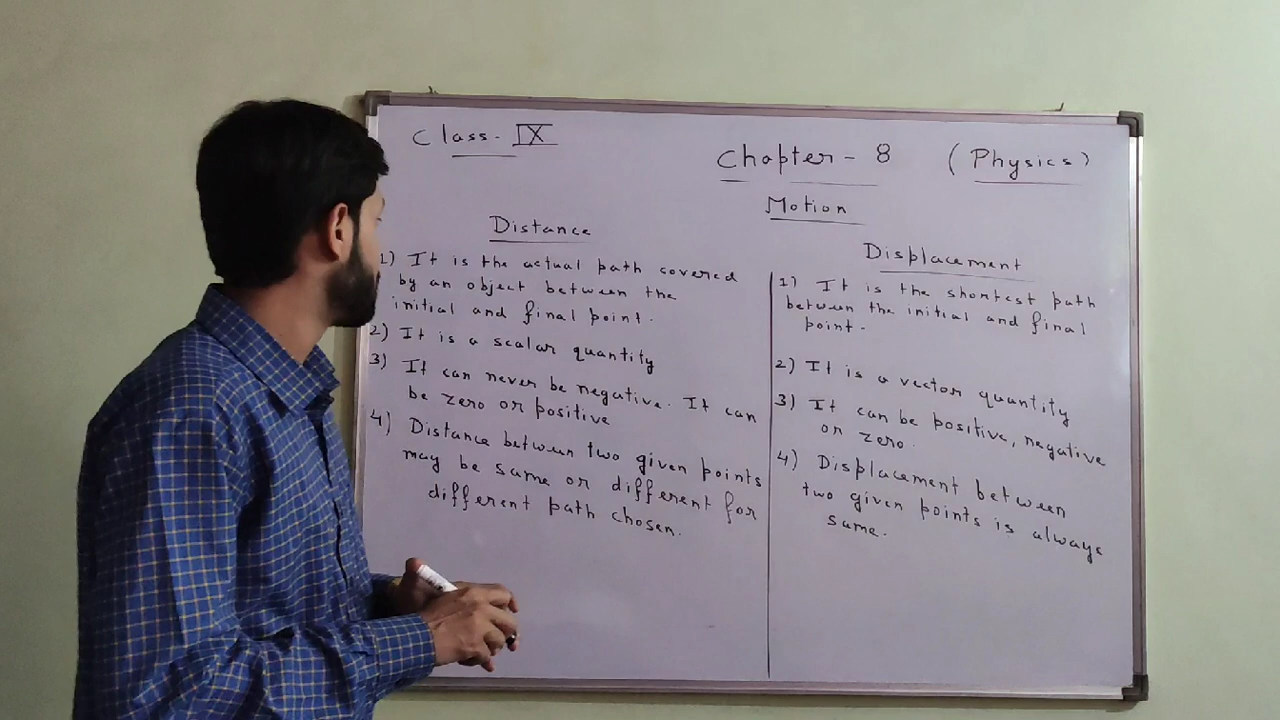 Class- IX
Chapter - 8 (Physics)
Motion
Distance
1) It is the actual path covered
by an object between the
initial and final point.
2) It is a scalar quantity
3) It can never be negative. It can
be zero or positive
4) Distance between two given points
may be same or different for
different path chosen.
Displacement
1) It is the shortest path
between the initial and final
point.
2) It is a vector quantity
3) It can be positive, negative
or zero.
4) Displacement between
two given points is always
same.